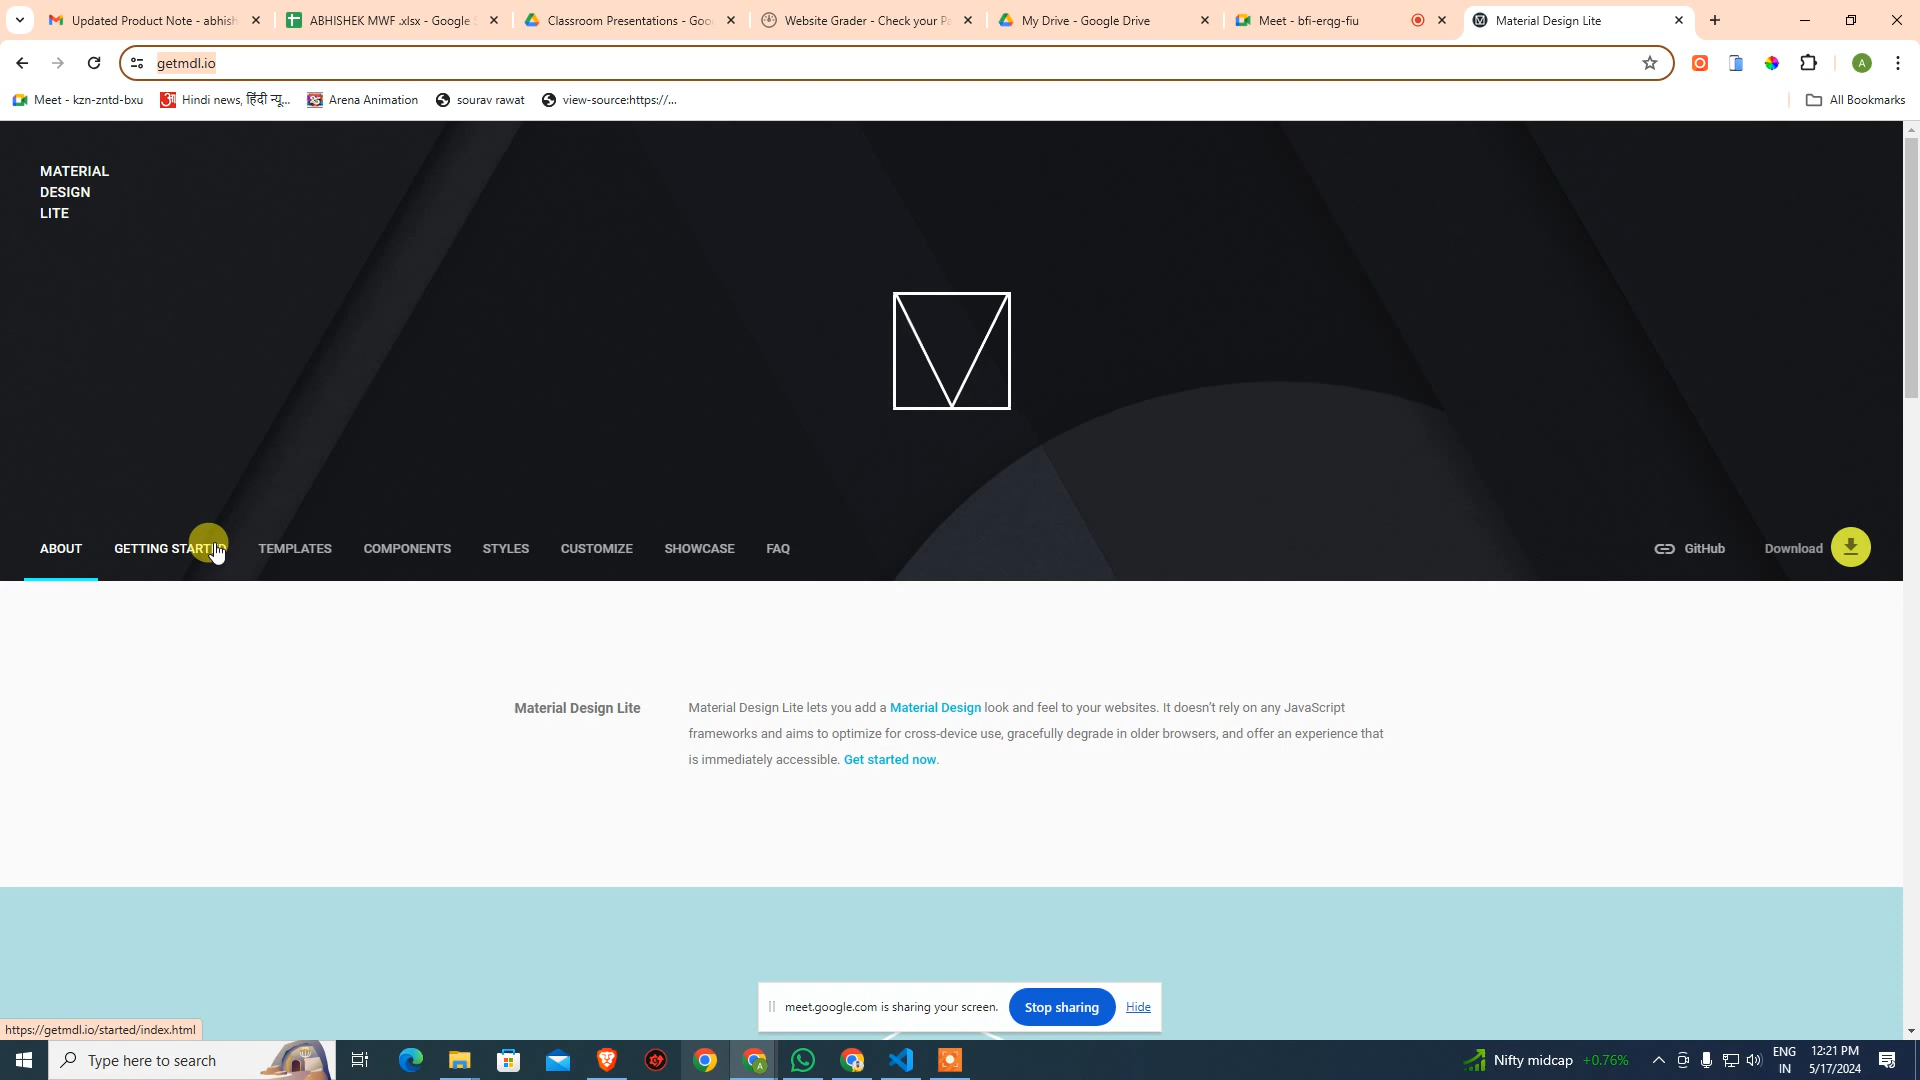 Updated Product Note - abhish
ABHISHEK MWF .xlsx - Google S
Classroom Presentations - Goo
Website Grader - Check your Pa
My Drive - Google Drive
Meet - bfi-erqg-fiu
Material Design Lite
getmdl.io
A
Meet - kzn-zntd-bxu
Hindi news, हिंदी न्यू...
Arena Animation
sourav rawat
view-source:https://...
All Bookmarks
MATERIAL
DESIGN
LITE
ABOUT
GETTING STARTED
TEMPLATES
COMPONENTS
STYLES
CUSTOMIZE
SHOWCASE
FAQ
GitHub
Download
Material Design Lite
Material Design Lite lets you add a Material Design look and feel to your websites. It doesn't rely on any JavaScript
frameworks and aims to optimize for cross-device use, gracefully degrade in older browsers, and offer an experience that
is immediately accessible. Get started now.
meet.google.com is sharing your screen.
Stop sharing
Hide
https://getmdl.io/started/index.html
Type here to search
Nifty midcap +0.76%
ENG
IN
12:21 PM
5/17/2024